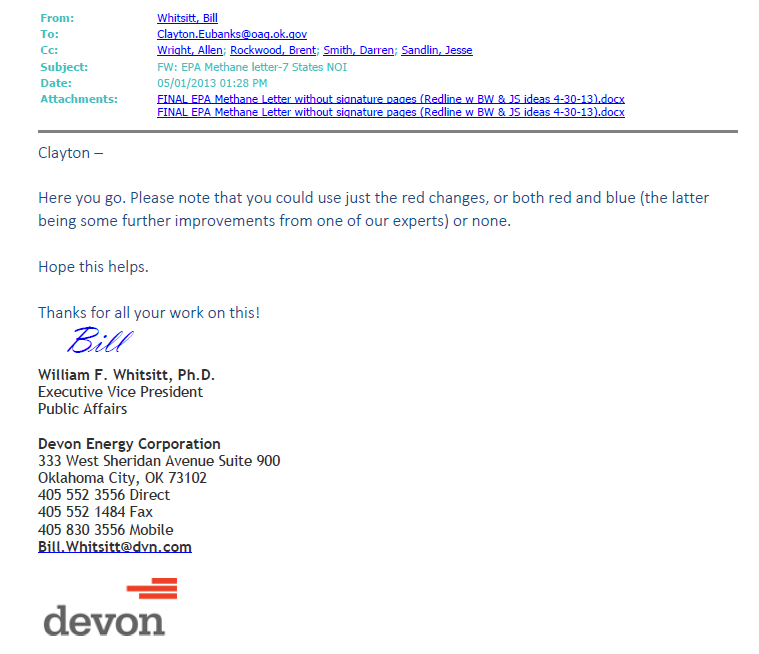 From: Whitsitt, Bill
To: Clayton.Eubanks@oag.ok.gov
Cc: Wright, Allen; Rockwood, Brent; Smith, Darren; Sandlin, Jesse
Subject: FW: EPA Methane letter-7 States NOI
Date: 05/01/2013 01:28 PM
Attachments: FINAL EPA Methane Letter without signature pages (Redline w BW & JS ideas 4-30-13).docx
FINAL EPA Methane Letter without signature pages (Redline w BW & JS ideas 4-30-13).docx
Clayton –
Here you go. Please note that you could use just the red changes, or both red and blue (the latter
being some further improvements from one of our experts) or none.
Hope this helps.
Thanks for all your work on this!
Bill
William F. Whitsitt, Ph.D.
Executive Vice President
Public Affairs
Devon Energy Corporation
333 West Sheridan Avenue Suite 900
Oklahoma City, OK 73102
405 552 3556 Direct
405 552 1484 Fax
405 830 3556 Mobile
Bill.Whitsitt@dvn.com
devon